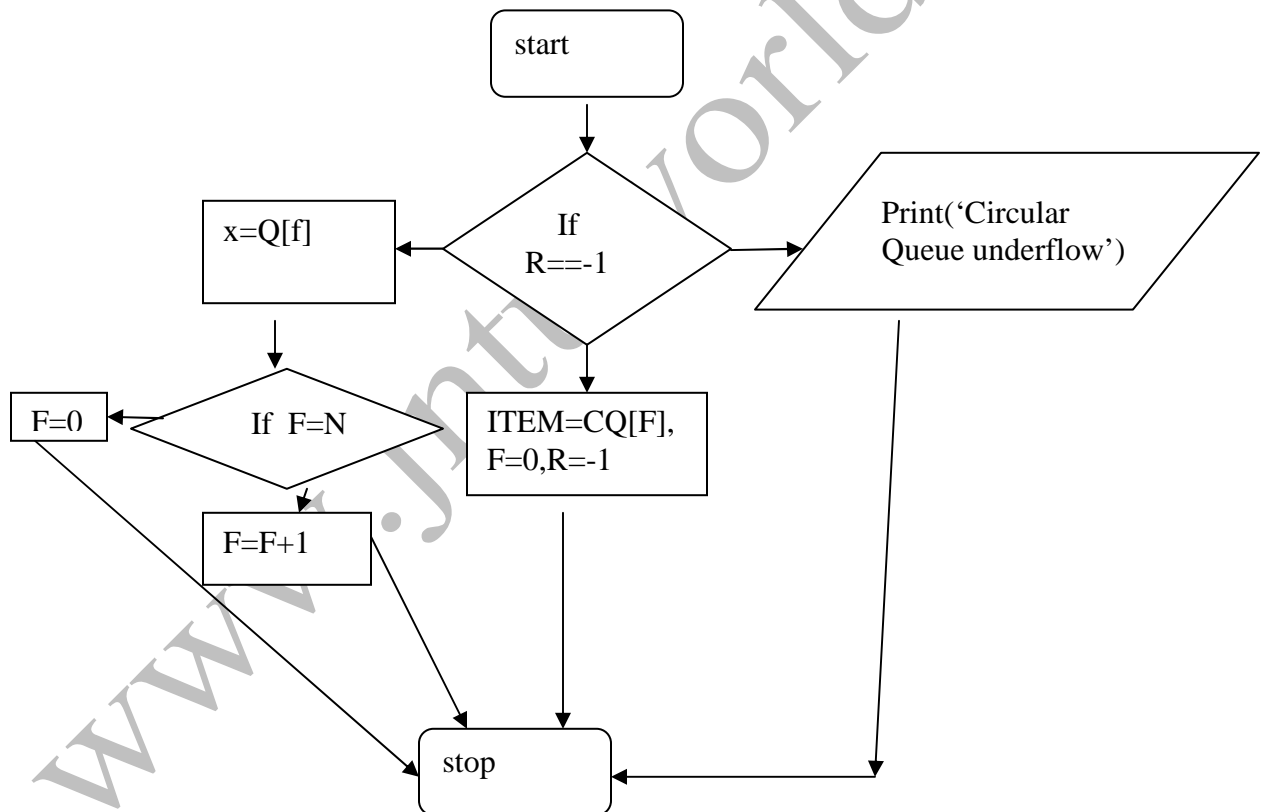 start
If
R==-1
x=Q[f]
Print(‘Circular
Queue underflow’)
If F=N
F=0
ITEM=CQ[F],
F=0,R=-1
F=F+1
stop